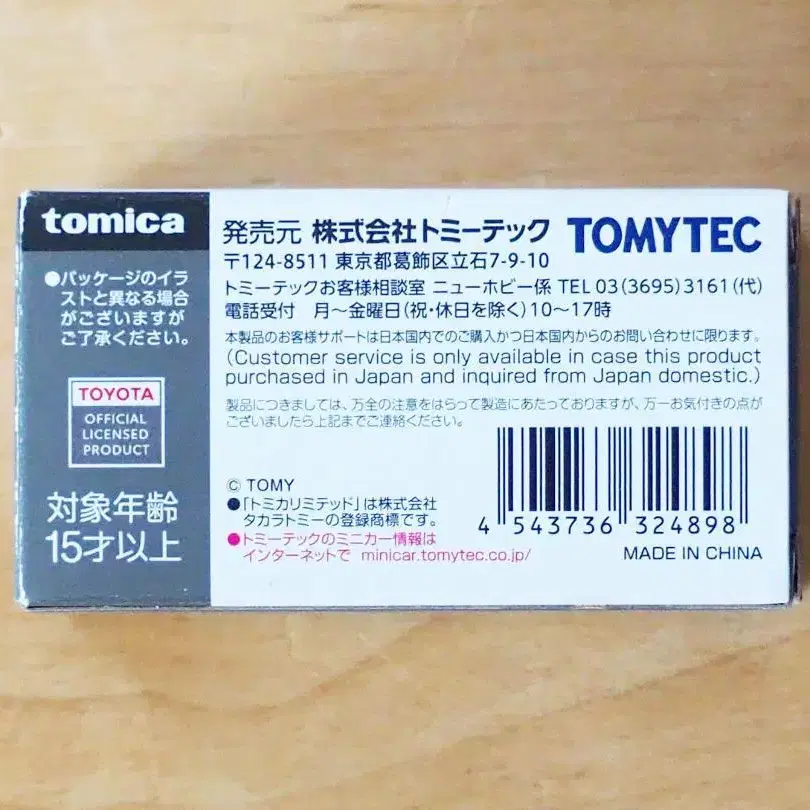 tomica
●パッケージのイラ
ストと異なる場合
がございますが
ご了承ください。
TOYOTA
OFFICIAL
LICENSED
PRODUCT
対象年齢
15才以上
発売元 株式会社トミーテック TOMYTEC
〒124-8511 東京都葛飾区立石7-9-10
トミーテックお客様相談室 ニューホビー係 TEL 03(3695)3161(代)
電話受付 月〜金曜日(祝・休日を除く)10〜17時
本製品のお客様サポートは日本国内でのご購入かつ日本国内からのお問い合わせに限ります。
(Customer service is only available in case this product
purchased in Japan and inquired from Japan domestic.)
製品につきましては、万全の注意をはらって製造にあたっておりますが、万一お気付きの点が
ございましたら上記までご連絡ください。
© TOMY
●「トミカリミテッド」は株式会社
タカラトミーの登録商標です。
●トミーテックのミニカー情報は
インターネットで minicar.tomytec.co.jp/
4 543736 324898
MADE IN CHINA